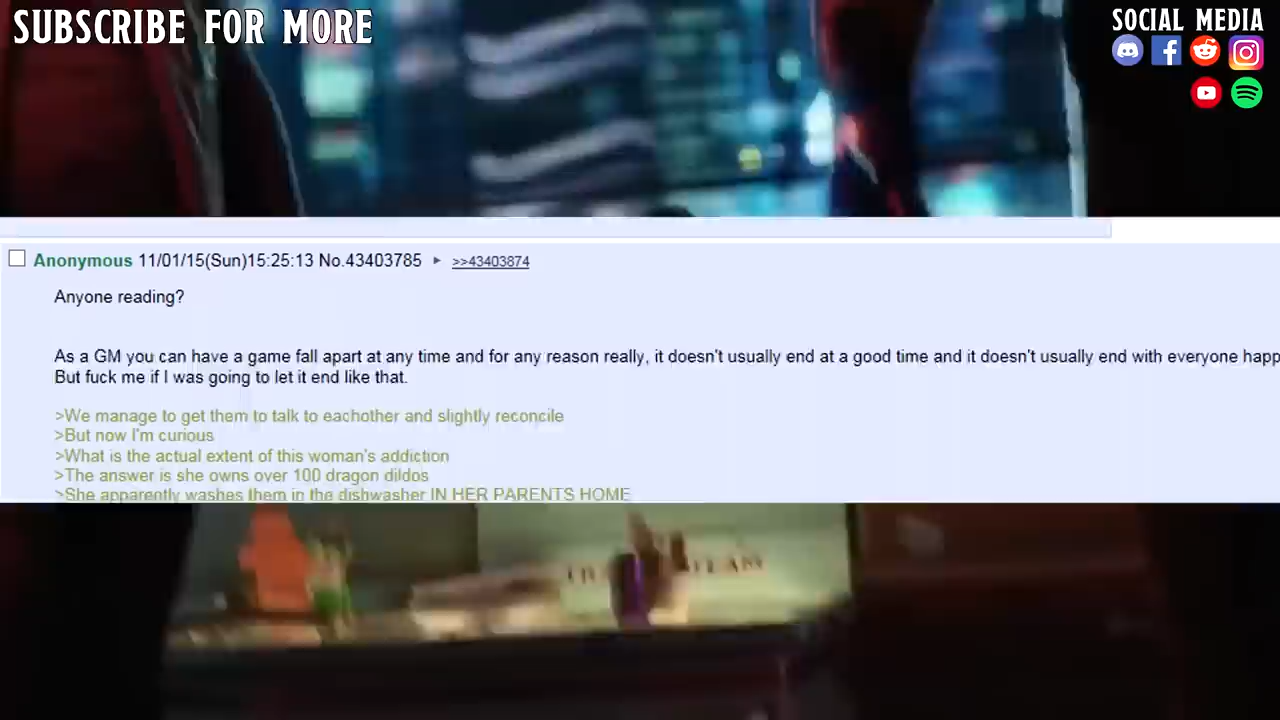 SUBSCRIBE FOR MORE
SOCIAL MEDIA
Anonymous 11/01/15(Sun)15:25:13 No.43403785 ► >>43403874
Anyone reading?
As a GM you can have a game fall apart at any time and for any reason really, it doesn't usually end at a good time and it doesn't usually end with everyone happ
But fuck me if I was going to let it end like that.
>We manage to get them to talk to eachother and slightly reconcile
>But now I'm curious
>What is the actual extent of this woman's addiction
>The answer is she owns over 100 dragon dildos
>She apparently washes them in the dishwasher IN HER PARENTS HOME